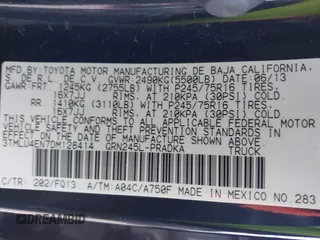 MFD. BY: TOYOTA MOTOR MANUFACTURING DE BAJA CALIFORNIA.
S. DE R.L. DE C.V. GVWR:2490KG(5500LB) DATE:06/13
GAWR:FRT. 1245KG (2755LB) WITH P245/75R16 TIRES,
16X7JJ RIMS, AT 210KPA (30PSI) COLD.
RR. 1410KG (3110LB) WITH P245/75R16 TIRES,
16X7JJ RIMS, AT 210KPA (30PSI) COLD.
THIS VEHICLE CONFORMS TO ALL APPLICABLE FEDERAL MOTOR
VEHICLE SAFETY AND THEFT PREVENTION STANDARDS IN
EFFECT ON THE DATE OF MANUFACTURE SHOWN ABOVE.
3TMLU4EN7DM128414 GRN245L-PRADKA TRUCK
C/TR: 202/FQ13 A/TM: A04C/A750F MADE IN MEXICO NO.283